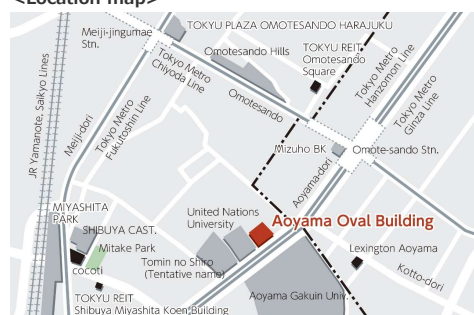 <Location map>
TOKYU PLAZA OMOTESANDO HARAJUKU
Meiji-jingumae
Stn.
Omotesando Hills
TOKYU REIT
Omotesando
Square
Tokyo Metro
Chiyoda Line
Omotesando
Tokyo Metro
Hanzomon Line
Tokyo Metro
Ginza Line
JR Yamanote, Saikyo Lines
Meiji-dori
Tokyo Metro
Fukutoshin Line
Mizuho BK
Omote-sando Stn.
Aoyama-dori
MIYASHITA
PARK
SHIBUYA CAST.
United Nations
University
Aoyama Oval Building
Mitake Park
cocoti
Tomin no Shiro
(Tentative name)
Lexington Aoyama
Kotto-dori
TOKYU REIT
Shibuya Miyashita Koen Building
Aoyama Gakuin Univ.